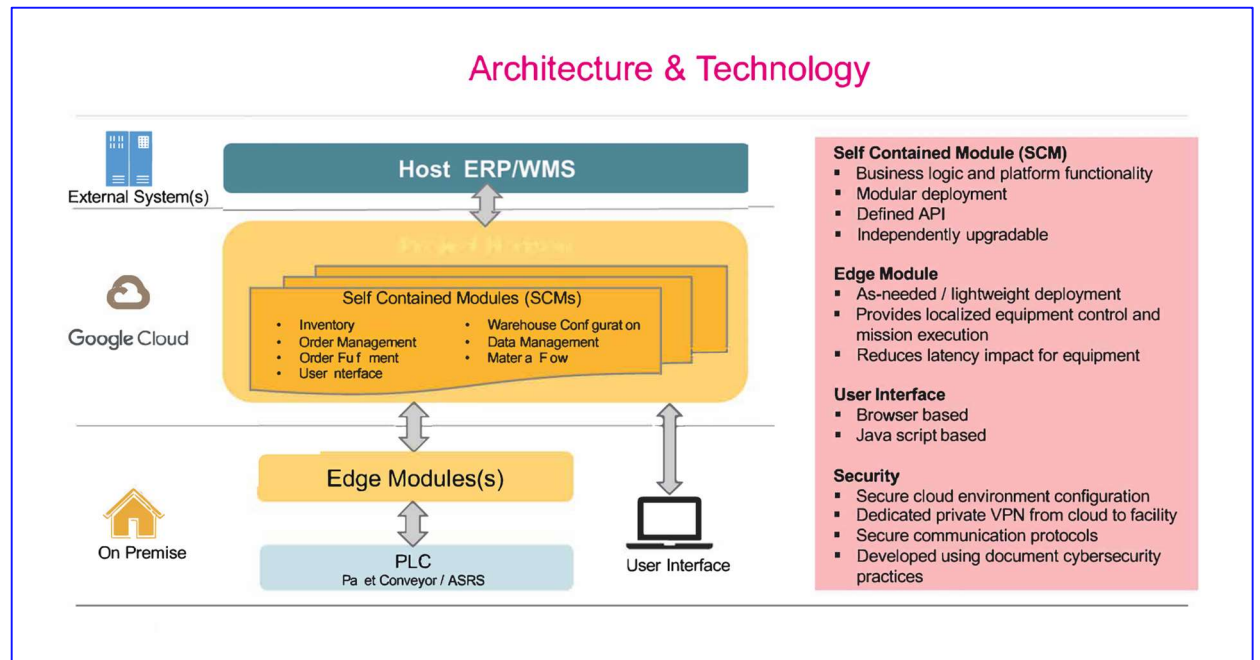 Architecture & Technology
External System(s)
Host ERP/WMS
Google Cloud
Self Contained Modules (SCMs)
• Inventory
• Order Management
• Order Fu f ment
• User nterface
• Warehouse Conf gurat on
• Data Management
• Mater a F ow
On Premise
Edge Modules(s)
PLC
Pa et Conveyor / ASRS
User Interface
Self Contained Module (SCM)
▪ Business logic and platform functionality
▪ Modular deployment
▪ Defined API
▪ Independently upgradable
Edge Module
▪ As-needed / lightweight deployment
▪ Provides localized equipment control and
mission execution
▪ Reduces latency impact for equipment
User Interface
▪ Browser based
▪ Java script based
Security
▪ Secure cloud environment configuration
▪ Dedicated private VPN from cloud to facility
▪ Secure communication protocols
▪ Developed using document cybersecurity
practices